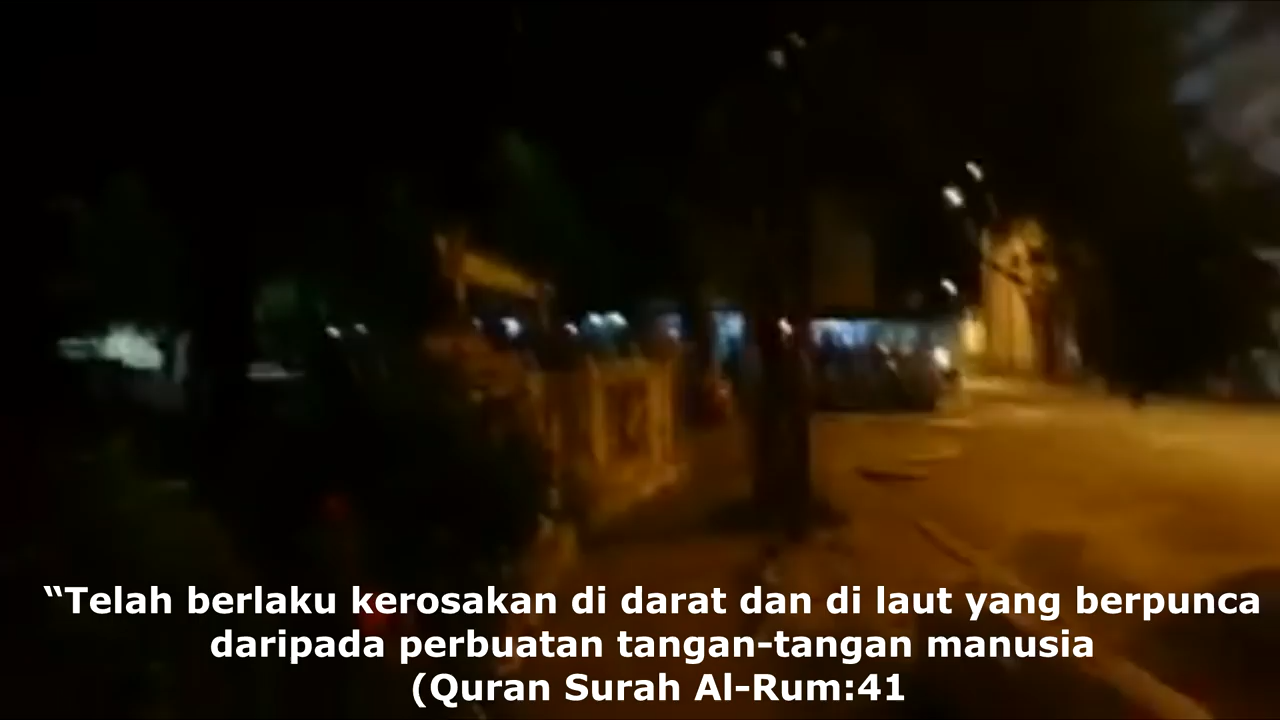 “Telah berlaku kerosakan di darat dan di laut yang berpunca
daripada perbuatan tangan-tangan manusia
(Quran Surah Al-Rum:41